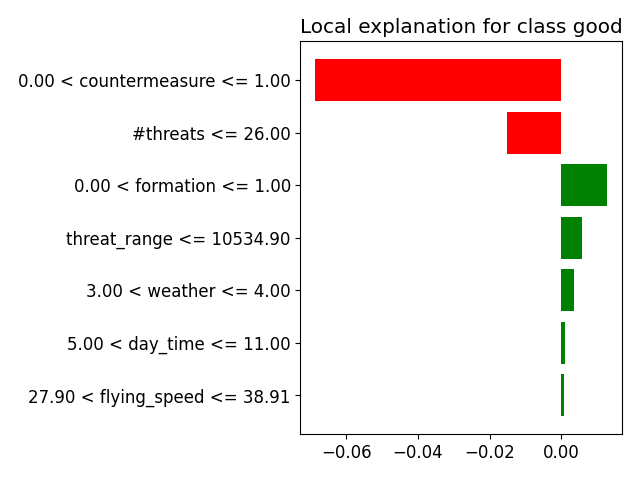 Local explanation for class good
0.00 < countermeasure <= 1.00
#threats <= 26.00
0.00 < formation <= 1.00
threat_range <= 10534.90
3.00 < weather <= 4.00
5.00 < day_time <= 11.00
27.90 < flying_speed <= 38.91
−0.06 −0.04 −0.02 0.00